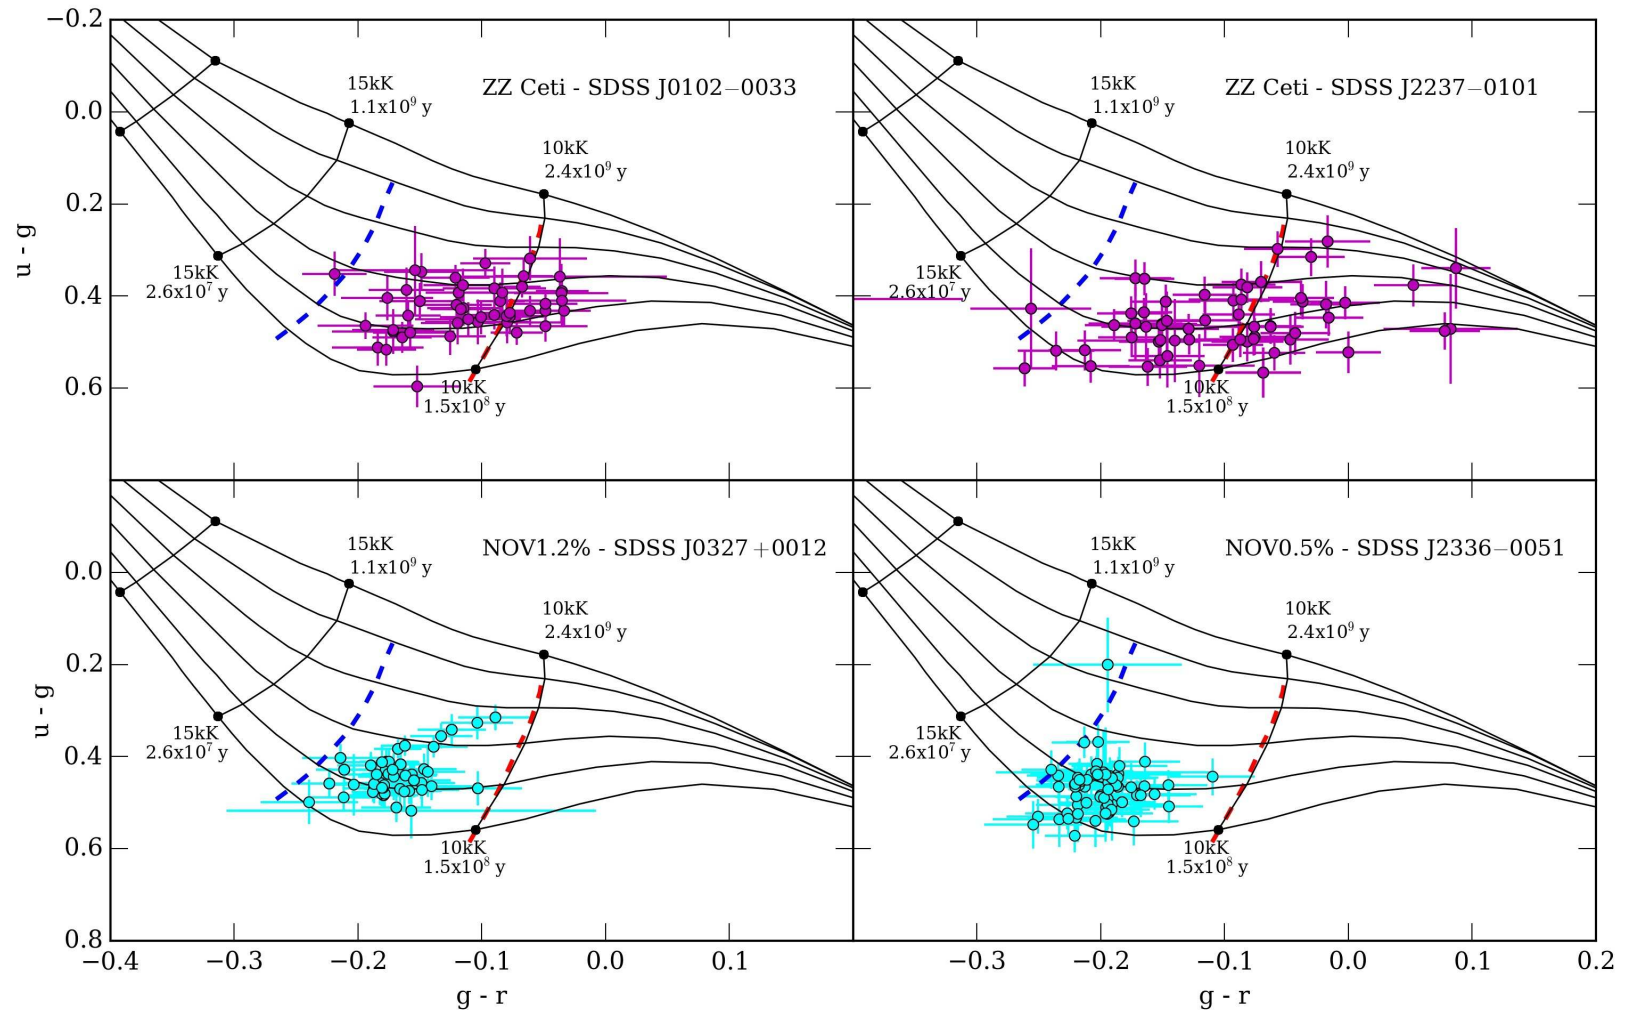 −0.2
0.0
0.2
0.4
0.6
u - g
ZZ Ceti - SDSS J0102−0033
15kK
1.1x10⁹ y
10kK
2.4x10⁹ y
15kK
2.6x10⁷ y
10kK
1.5x10⁸ y
ZZ Ceti - SDSS J2237−0101
15kK
1.1x10⁹ y
10kK
2.4x10⁹ y
15kK
2.6x10⁷ y
10kK
1.5x10⁸ y
0.0
0.2
0.4
0.6
0.8
u - g
NOV1.2% - SDSS J0327+0012
15kK
1.1x10⁹ y
10kK
2.4x10⁹ y
15kK
2.6x10⁷ y
10kK
1.5x10⁸ y
NOV0.5% - SDSS J2336−0051
15kK
1.1x10⁹ y
10kK
2.4x10⁹ y
15kK
2.6x10⁷ y
10kK
1.5x10⁸ y
−0.4 −0.3 −0.2 −0.1 0.0 0.1
−0.3 −0.2 −0.1 0.0 0.1 0.2
g - r
g - r